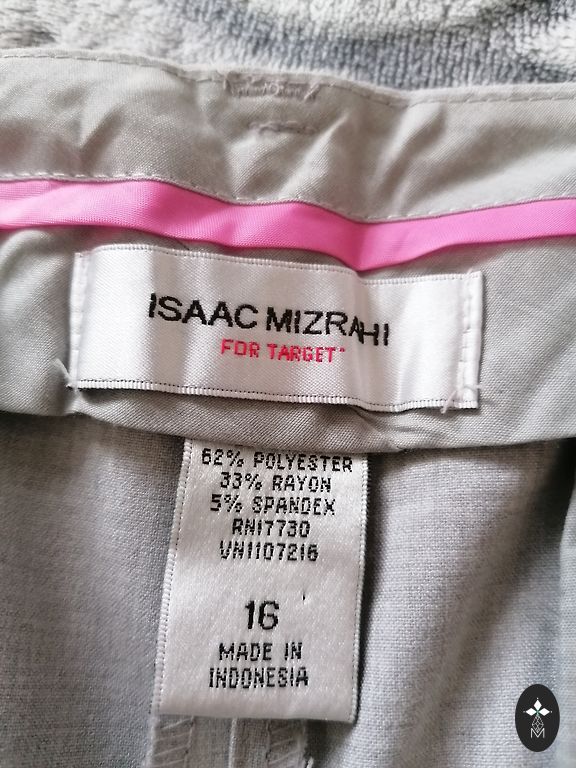 ISAAC MIZRAHI
FOR TARGET
62% POLYESTER
33% RAYON
5% SPANDEX
RN17730
VN1107216
16
MADE IN
INDONESIA
M